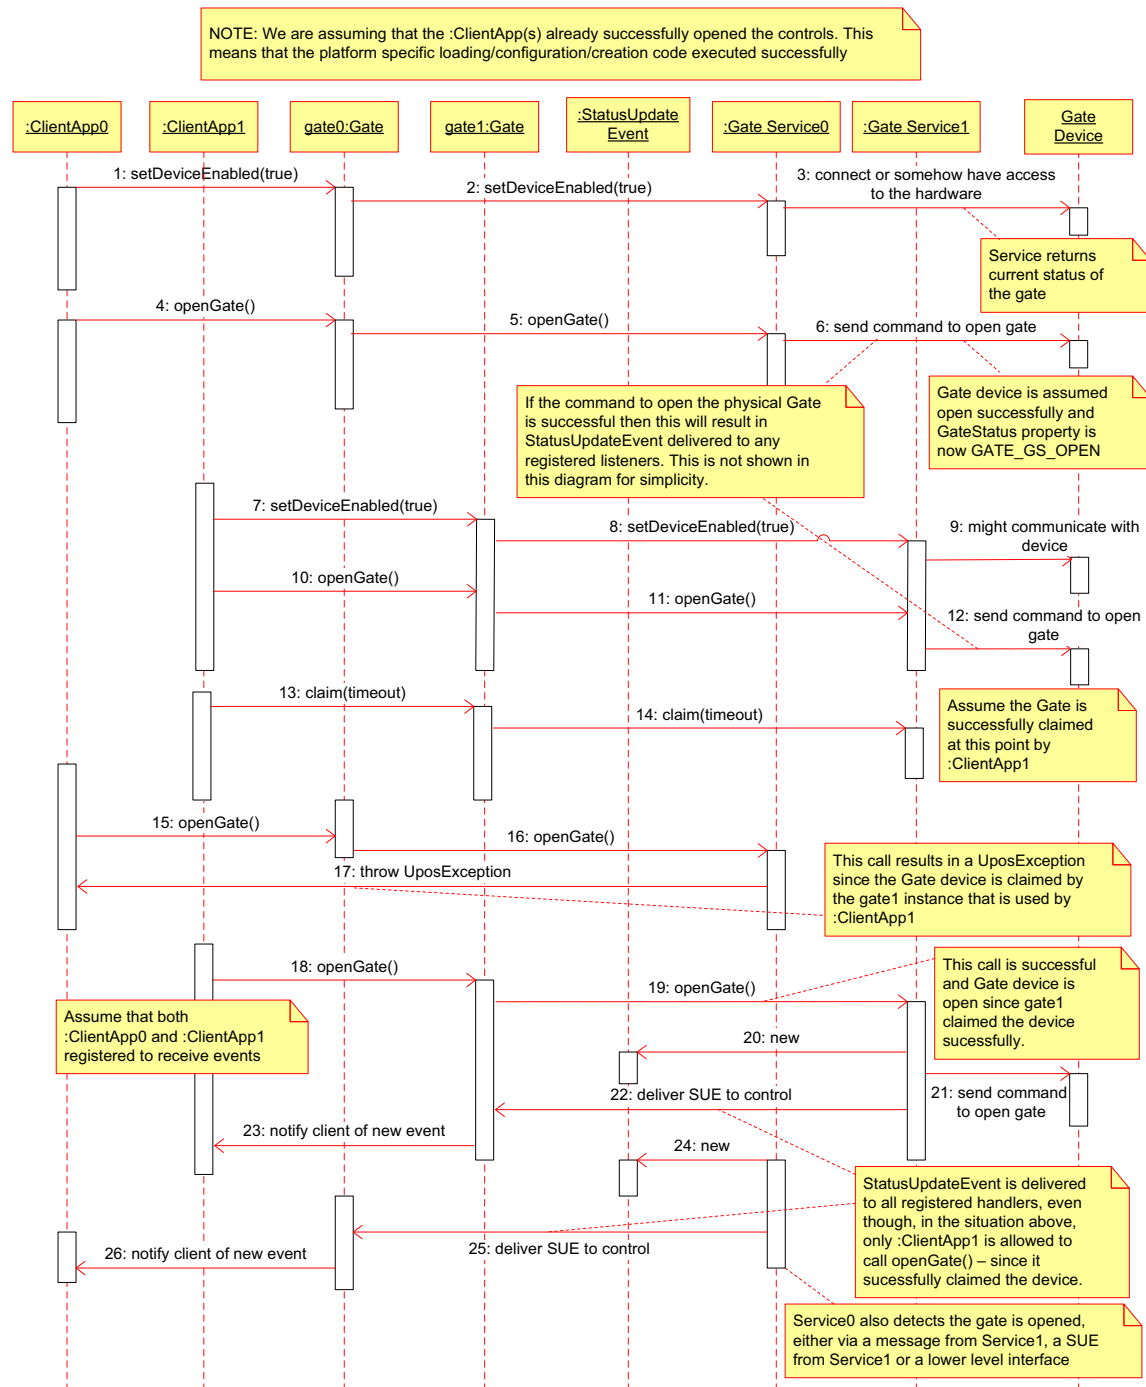 NOTE: We are assuming that the :ClientApp(s) already successfully opened the controls. This
means that the platform specific loading/configuration/creation code executed successfully
:ClientApp0
:ClientApp1
gate0:Gate
gate1:Gate
:StatusUpdate
Event
:Gate Service0
:Gate Service1
Gate
Device
1: setDeviceEnabled(true)
2: setDeviceEnabled(true)
3: connect or somehow have access
to the hardware
Service returns
current status of
the gate
4: openGate()
5: openGate()
6: send command to open gate
If the command to open the physical Gate
is successful then this will result in
StatusUpdateEvent delivered to any
registered listeners. This is not shown in
this diagram for simplicity.
Gate device is assumed
open successfully and
GateStatus property is
now GATE_GS_OPEN
7: setDeviceEnabled(true)
8: setDeviceEnabled(true)
9: might communicate with
device
10: openGate()
11: openGate()
12: send command to open
gate
13: claim(timeout)
14: claim(timeout)
Assume the Gate is
successfully claimed
at this point by
:ClientApp1
15: openGate()
16: openGate()
17: throw UposException
This call results in a UposException
since the Gate device is claimed by
the gate1 instance that is used by
:ClientApp1
18: openGate()
19: openGate()
This call is successful
and Gate device is
open since gate1
claimed the device
sucessfully.
Assume that both
:ClientApp0 and :ClientApp1
registered to receive events
20: new
21: send command
to open gate
22: deliver SUE to control
23: notify client of new event
24: new
StatusUpdateEvent is delivered
to all registered handlers, even
though, in the situation above,
only :ClientApp1 is allowed to
call openGate() – since it
sucessfully claimed the device.
25: deliver SUE to control
26: notify client of new event
Service0 also detects the gate is opened,
either via a message from Service1, a SUE
from Service1 or a lower level interface